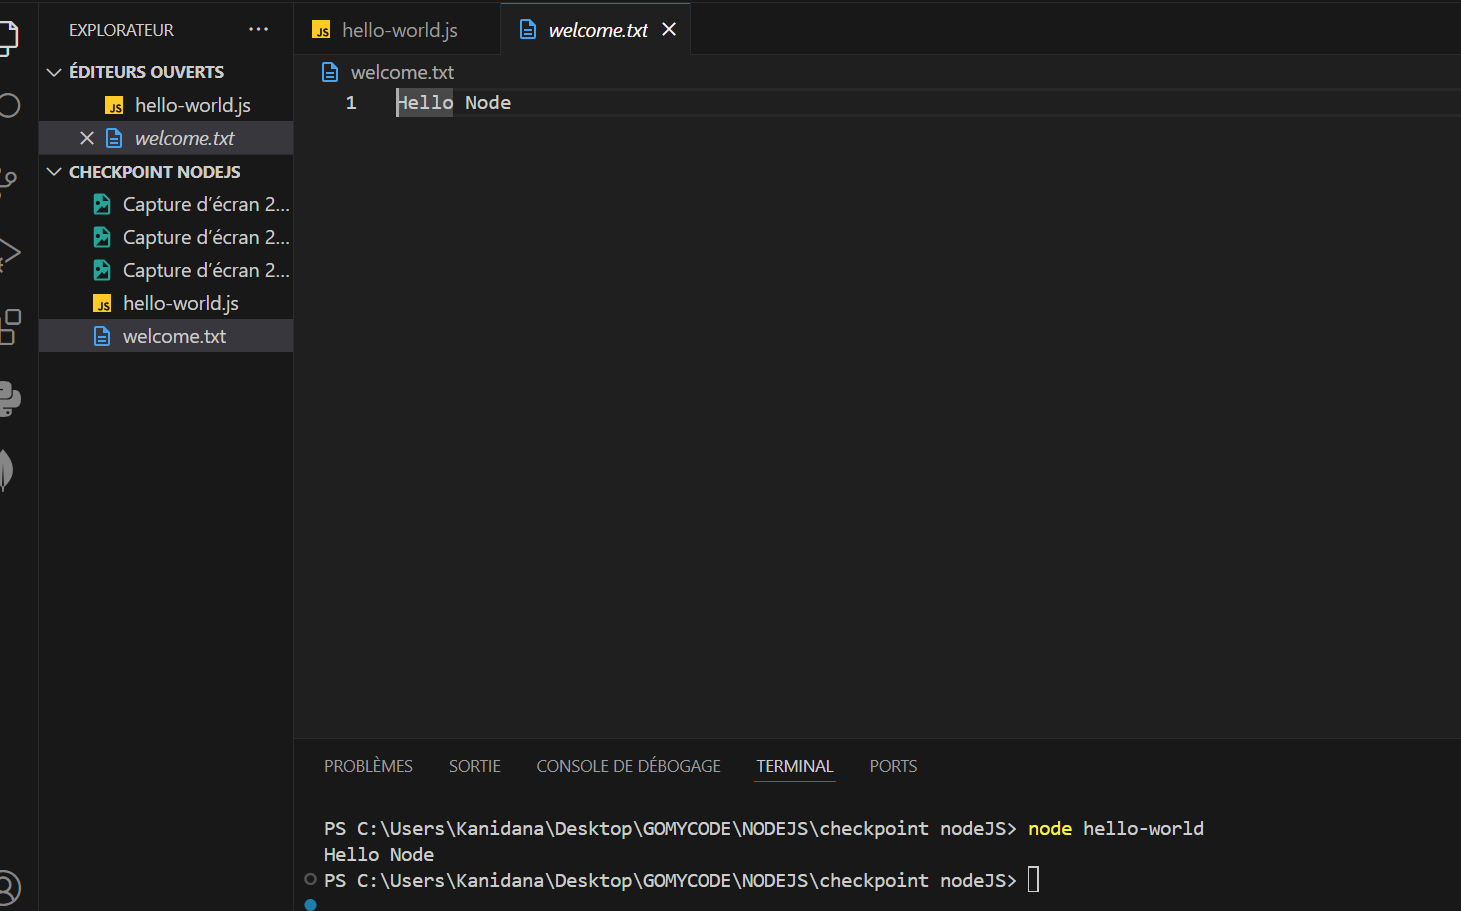 EXPLORATEUR ...
ÉDITEURS OUVERTS
JS hello-world.js
welcome.txt
CHECKPOINT NODEJS
Capture d’écran 2...
Capture d’écran 2...
Capture d’écran 2...
JS hello-world.js
welcome.txt
JS hello-world.js
welcome.txt
welcome.txt
1 Hello Node
PROBLÈMES SORTIE CONSOLE DE DÉBOGAGE TERMINAL PORTS
PS C:\Users\Kanidana\Desktop\GOMYCODE\NODEJS\checkpoint nodeJS> node hello-world
Hello Node
PS C:\Users\Kanidana\Desktop\GOMYCODE\NODEJS\checkpoint nodeJS>